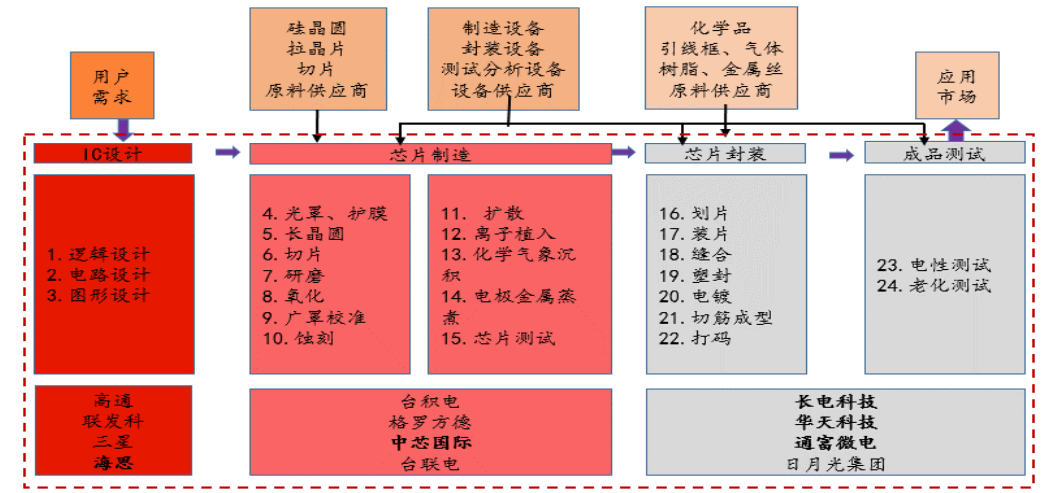 用户
需求
硅晶圆
拉晶片
切片
原料供应商
制造设备
封装设备
测试分析设备
设备供应商
化学品
引线框、气体
树脂、金属丝
原料供应商
应用
市场
IC设计
芯片制造
芯片封装
成品测试
1. 逻辑设计
2. 电路设计
3. 图形设计
4. 光罩、护膜
5. 长晶圆
6. 切片
7. 研磨
8. 氧化
9. 广罩校准
10. 蚀刻
11. 扩散
12. 离子植入
13. 化学气象沉
积
14. 电极金属蒸
煮
15. 芯片测试
16. 划片
17. 装片
18. 缝合
19. 塑封
20. 电镀
21. 切筋成型
22. 打码
23. 电性测试
24. 老化测试
高通
联发科
三星
海思
台积电
格罗方德
中芯国际
台联电
长电科技
华天科技
通富微电
日月光集团